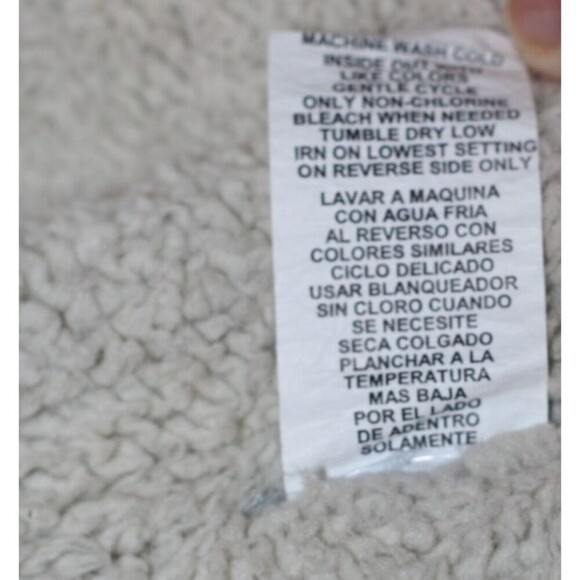 MACHINE WASH COLD
INSIDE OUT WITH
LIKE COLORS
GENTLE CYCLE
ONLY NON-CHLORINE
BLEACH WHEN NEEDED
TUMBLE DRY LOW
IRN ON LOWEST SETTING
ON REVERSE SIDE ONLY
LAVAR A MAQUINA
CON AGUA FRIA
AL REVERSO CON
COLORES SIMILARES
CICLO DELICADO
USAR BLANQUEADOR
SIN CLORO CUANDO
SE NECESITE
SECA COLGADO
PLANCHAR A LA
TEMPERATURA
MAS BAJA
POR EL LADO
DE ADENTRO
SOLAMENTE